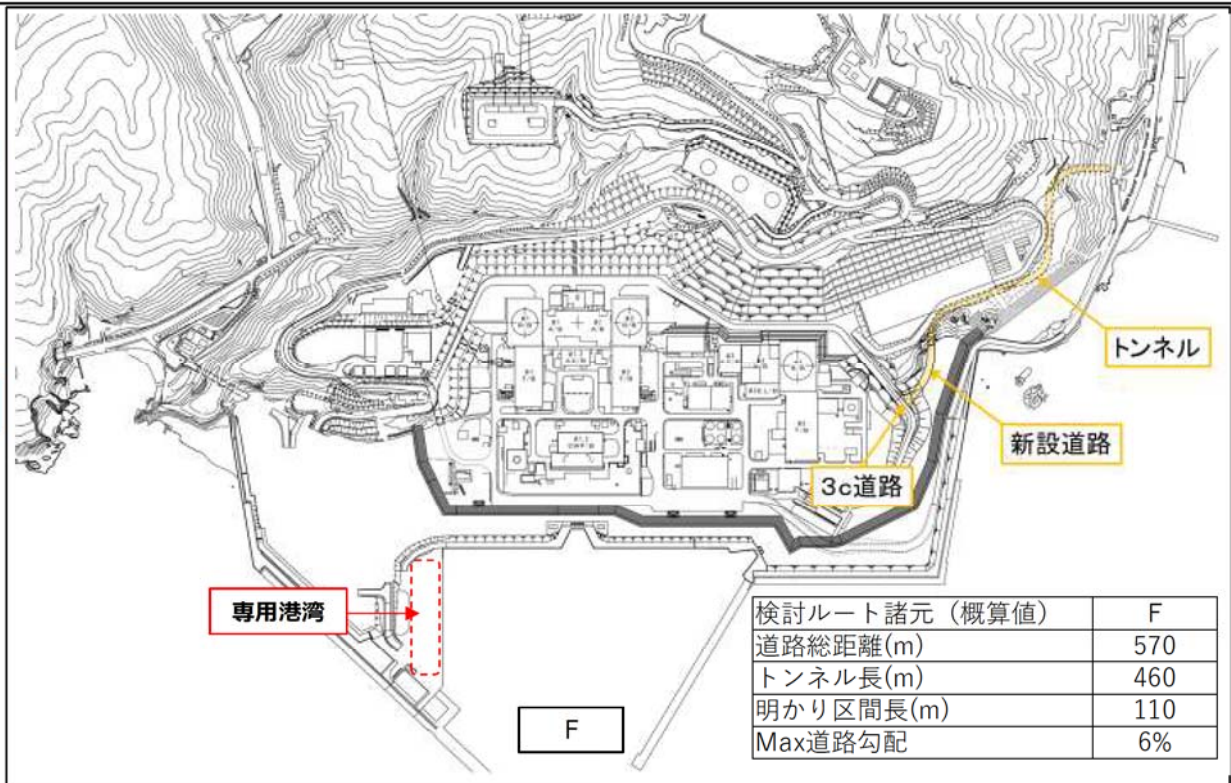 トンネル
新設道路
3c道路
専用港湾
F
検討ルート諸元（概算値） F
道路総距離(m) 570
トンネル長(m) 460
明かり区間長(m) 110
Max道路勾配 6%